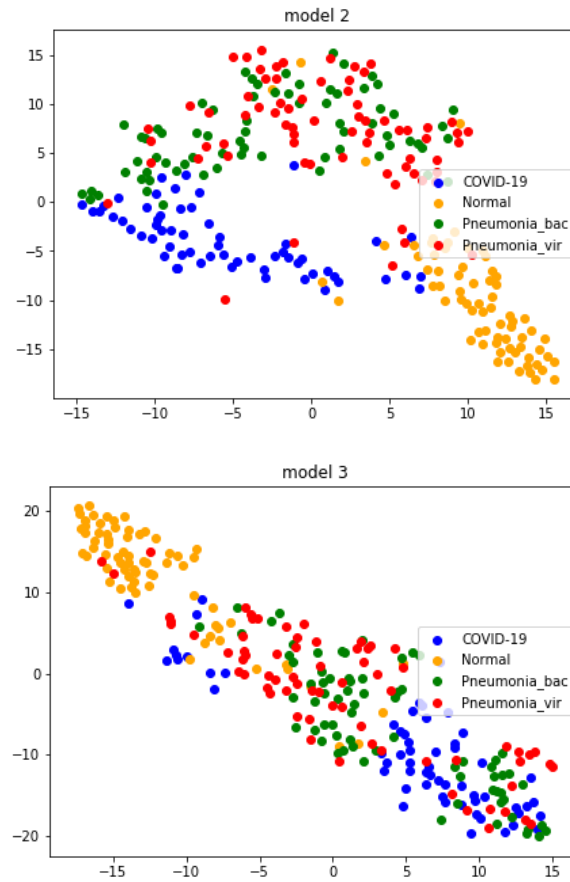 model 2
15
10
5
0
−5
−10
−15
COVID-19
Normal
Pneumonia_bac
Pneumonia_vir
−15 −10 −5 0 5 10 15
model 3
20
10
0
−10
−20
COVID-19
Normal
Pneumonia_bac
Pneumonia_vir
−15 −10 −5 0 5 10 15